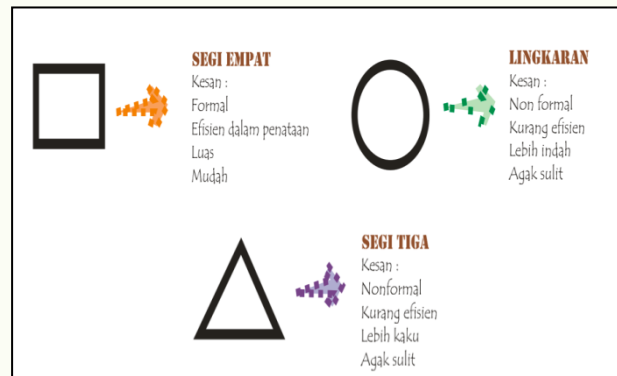 SEGI EMPAT
Kesan :
Formal
Efisien dalam penataan
Luas
Mudah
LINGKARAN
Kesan :
Non formal
Kurang efisien
Lebih indah
Agak sulit
SEGI TIGA
Kesan :
Nonformal
Kurang efisien
Lebih kaku
Agak sulit